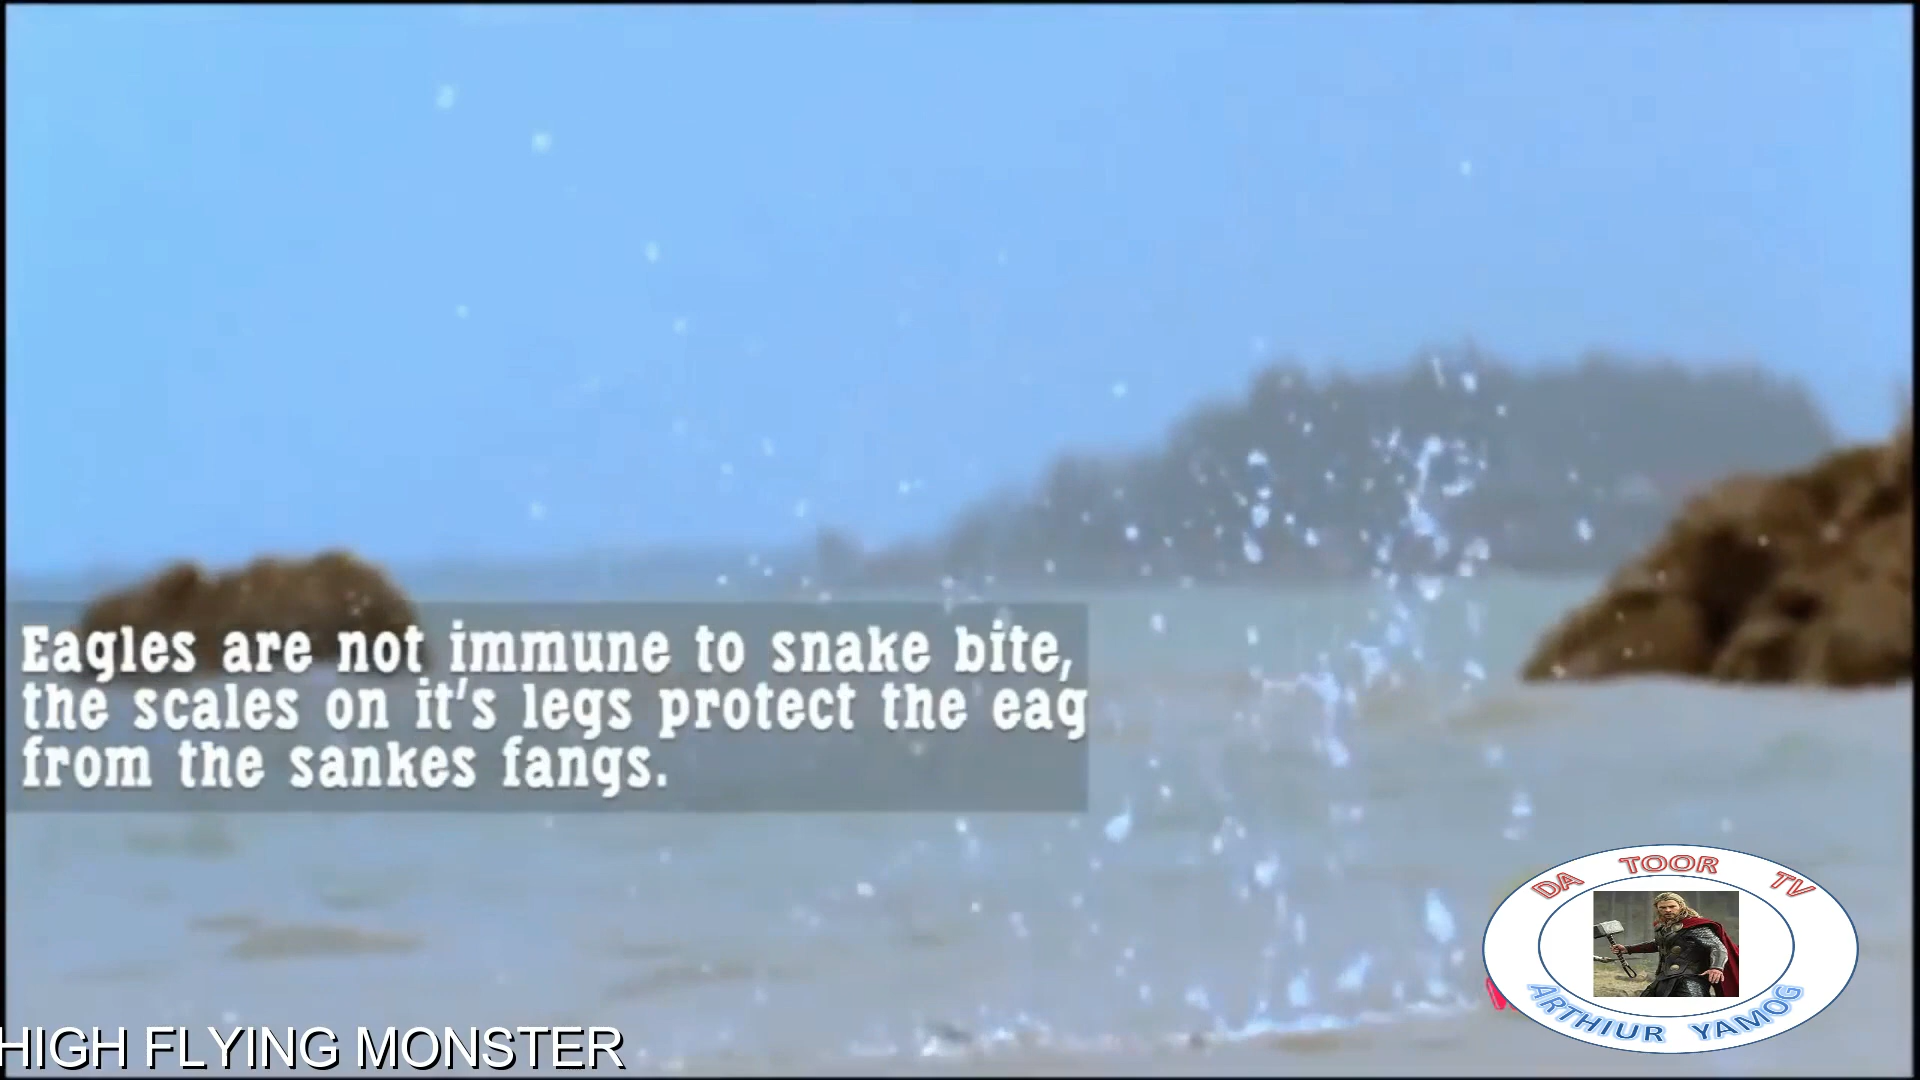 Eagles are not immune to snake bite,
the scales on it's legs protect the eag
from the sankes fangs.
DA TOOR TV
ARTHIUR YAMOG
HIGH FLYING MONSTER